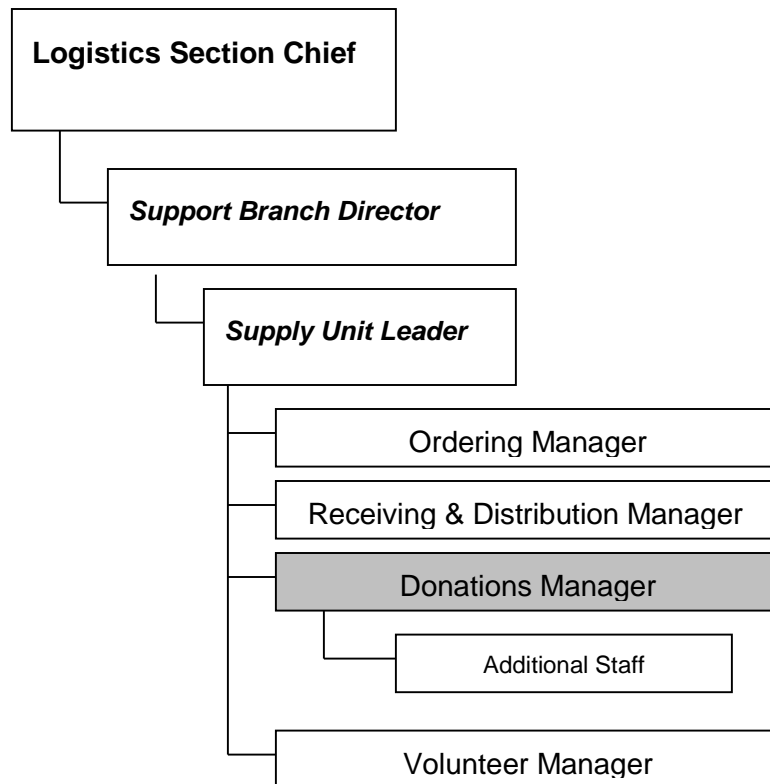 Logistics Section Chief
Support Branch Director
Supply Unit Leader
Ordering Manager
Receiving & Distribution Manager
Donations Manager
Additional Staff
Volunteer Manager